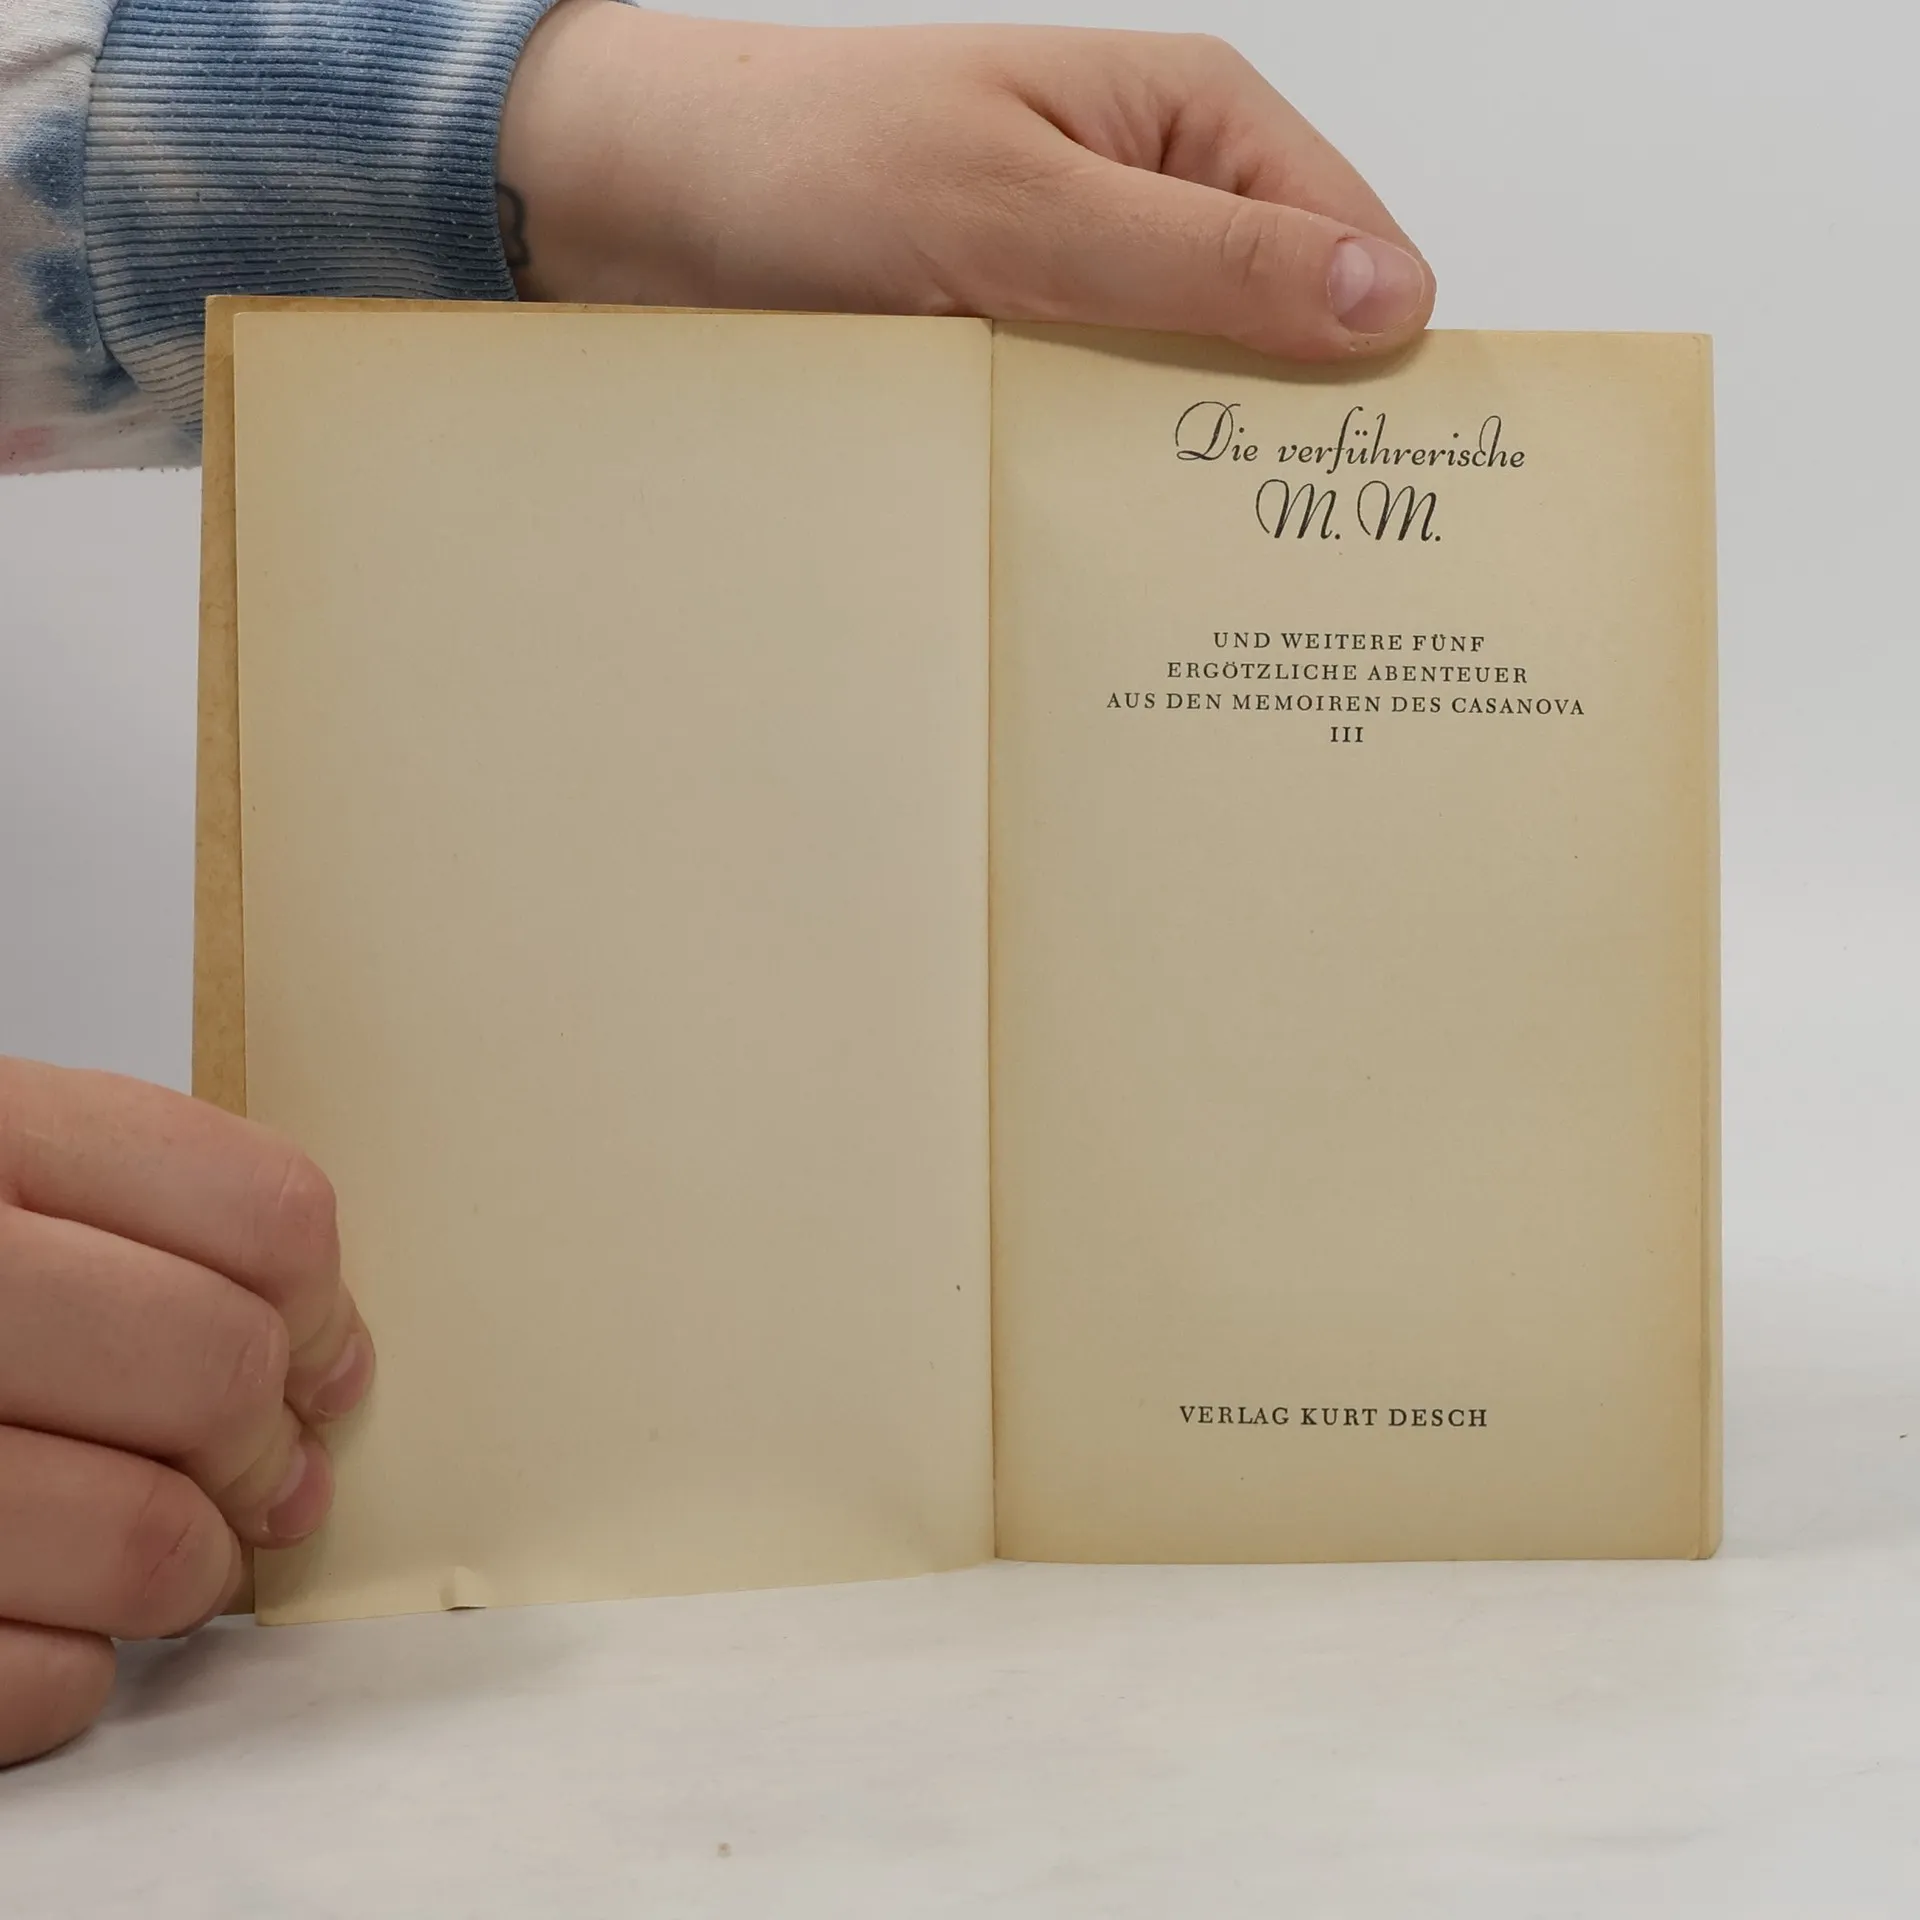 Die verführerische
M. M.
UND WEITERE FÜNF
ERGÖTZLICHE ABENTEUER
AUS DEN MEMOIREN DES CASANOVA
III
VERLAG KURT DESCH